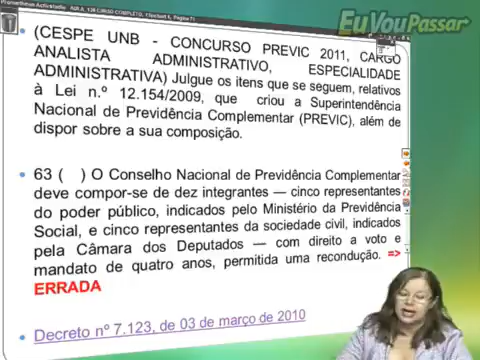 EuVouPassar
(CESPE UNB - CONCURSO PREVIC 2011, CARGO
ANALISTA ADMINISTRATIVO, ESPECIALIDADE
ADMINISTRATIVA) Julgue os itens que se seguem, relativos
à Lei n.º 12.154/2009, que criou a Superintendência
Nacional de Previdência Complementar (PREVIC), além de
dispor sobre a sua composição.
63 ( ) O Conselho Nacional de Previdência Complementar
deve compor-se de dez integrantes — cinco representantes
do poder público, indicados pelo Ministério da Previdência
Social, e cinco representantes da sociedade civil, indicados
pela Câmara dos Deputados — com direito a voto e
mandato de quatro anos, permitida uma recondução. =>
ERRADA
Decreto nº 7.123, de 03 de março de 2010